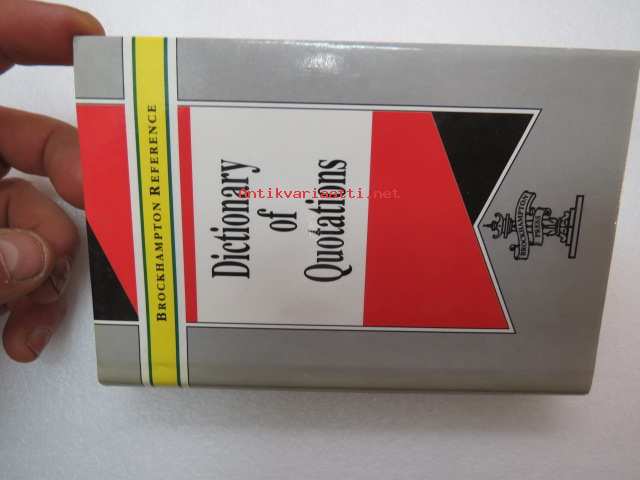 BROCKHAMPTON REFERENCE
Dictionary
of
Quotations
BROCKHAMPTON
PRESS
Antikvariaatti.net